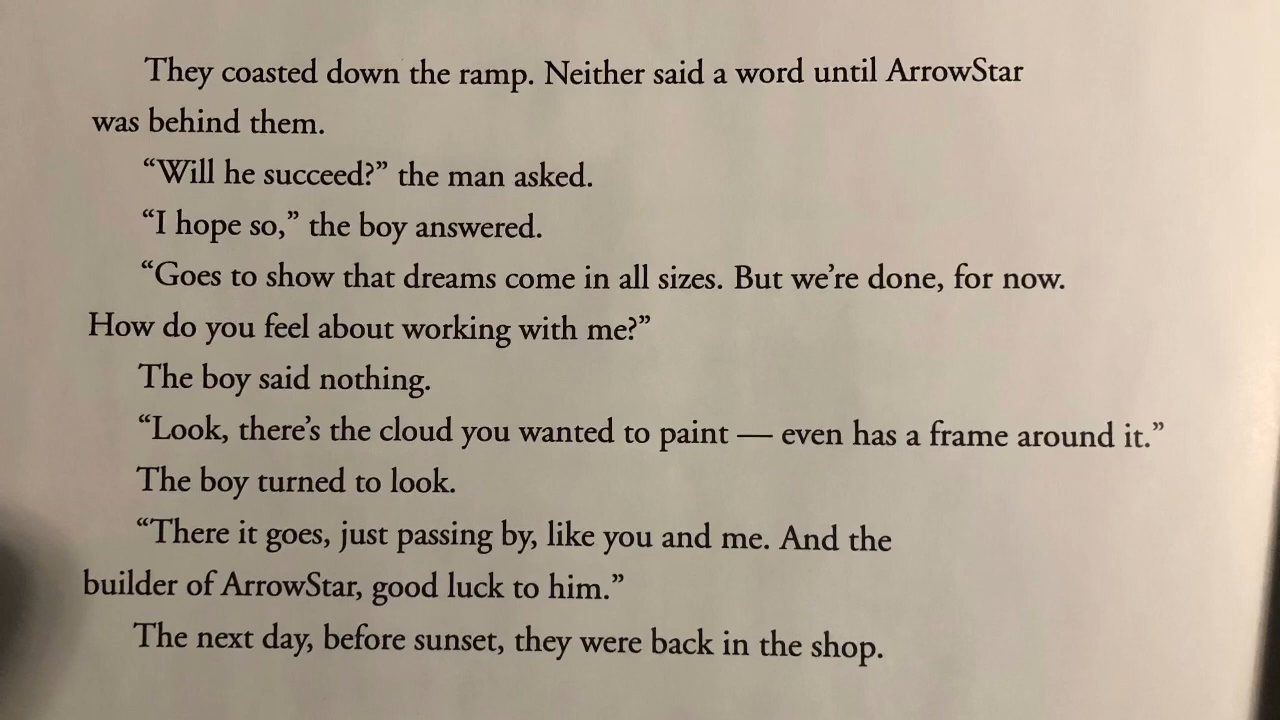 They coasted down the ramp. Neither said a word until ArrowStar
was behind them.
“Will he succeed?” the man asked.
“I hope so,” the boy answered.
“Goes to show that dreams come in all sizes. But we’re done, for now.
How do you feel about working with me?”
The boy said nothing.
“Look, there’s the cloud you wanted to paint — even has a frame around it.”
The boy turned to look.
“There it goes, just passing by, like you and me. And the
builder of ArrowStar, good luck to him.”
The next day, before sunset, they were back in the shop.